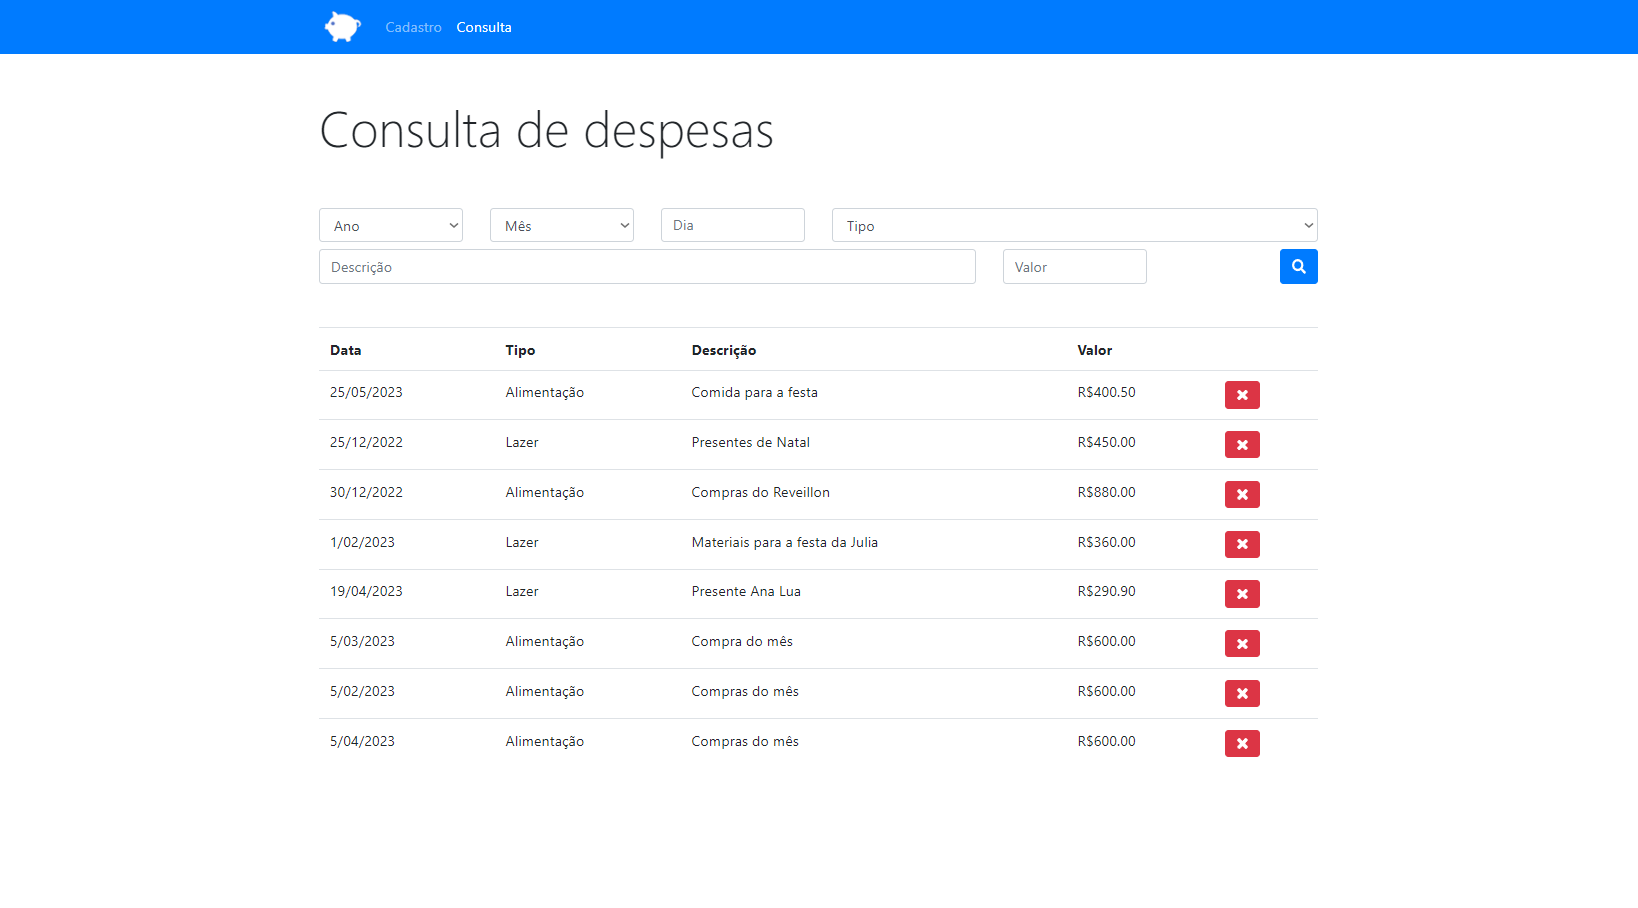 Cadastro Consulta
Consulta de despesas
Ano Mês Dia Tipo
Descrição Valor
Data Tipo Descrição Valor
25/05/2023 Alimentação Comida para a festa R$400.50
25/12/2022 Lazer Presentes de Natal R$450.00
30/12/2022 Alimentação Compras do Reveillon R$880.00
1/02/2023 Lazer Materiais para a festa da Julia R$360.00
19/04/2023 Lazer Presente Ana Lua R$290.90
5/03/2023 Alimentação Compra do mês R$600.00
5/02/2023 Alimentação Compras do mês R$600.00
5/04/2023 Alimentação Compras do mês R$600.00